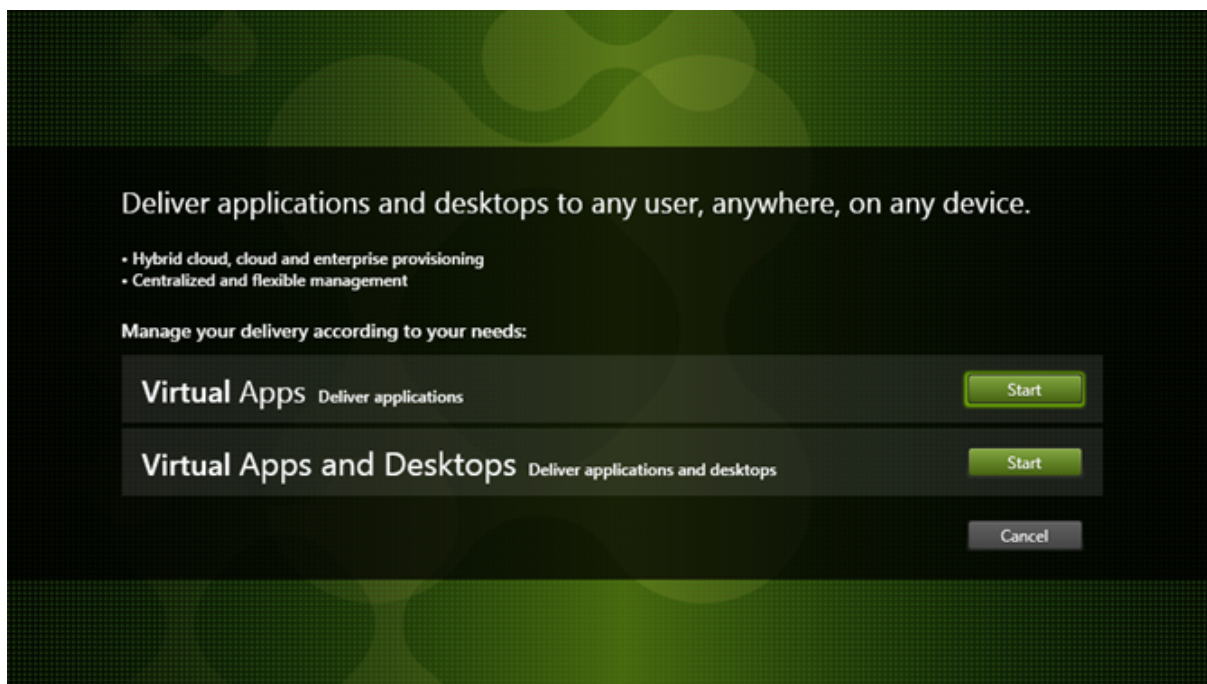 Deliver applications and desktops to any user, anywhere, on any device.
• Hybrid cloud, cloud and enterprise provisioning
• Centralized and flexible management
Manage your delivery according to your needs:
Virtual Apps Deliver applications Start
Virtual Apps and Desktops Deliver applications and desktops Start
Cancel